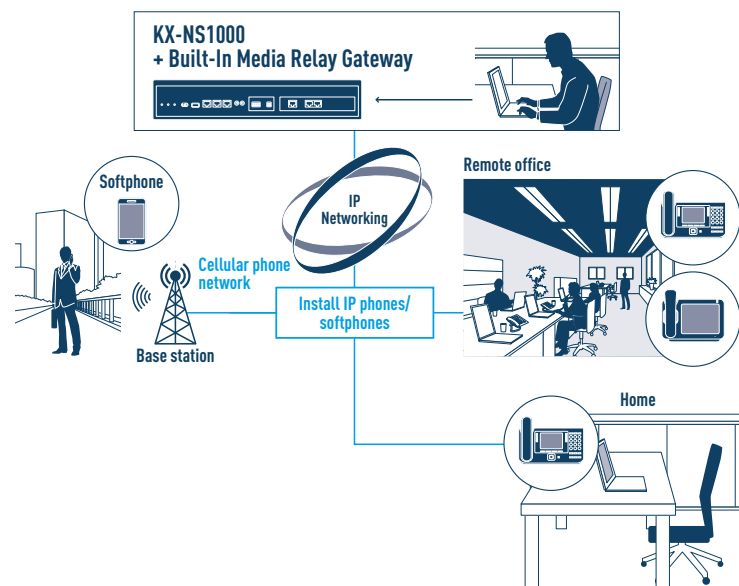 KX-NS1000
+ Built-In Media Relay Gateway
Softphone
IP
Networking
Remote office
Cellular phone
network
Install IP phones/
softphones
Base station
Home